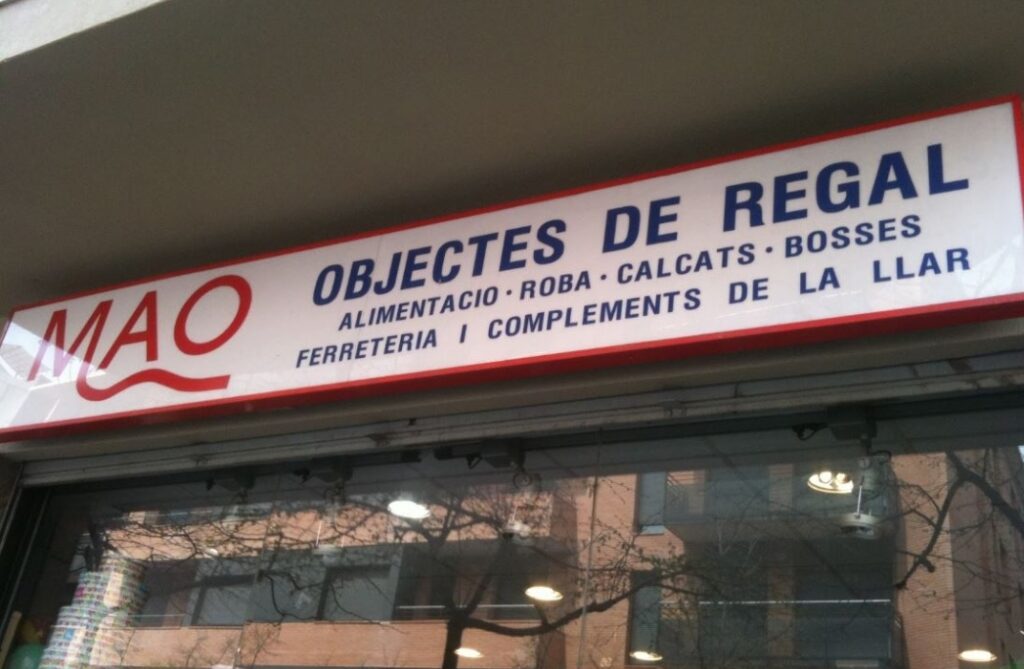 MAO
OBJECTES DE REGAL
ALIMENTACIO · ROBA · CALCATS · BOSSES
FERRETERIA I COMPLEMENTS DE LA LLAR